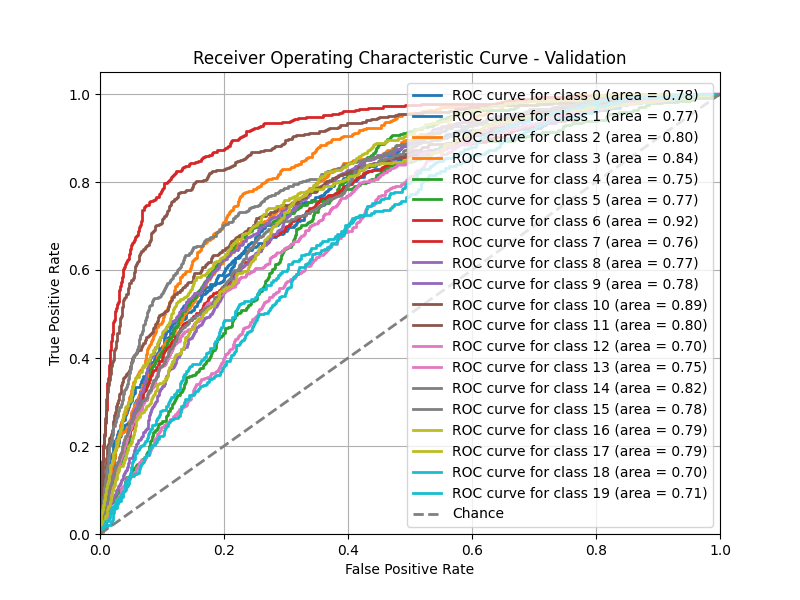 Receiver Operating Characteristic Curve - Validation
1.0
0.8
0.6
0.4
0.2
0.0
True Positive Rate
ROC curve for class 0 (area = 0.78)
ROC curve for class 1 (area = 0.77)
ROC curve for class 2 (area = 0.80)
ROC curve for class 3 (area = 0.84)
ROC curve for class 4 (area = 0.75)
ROC curve for class 5 (area = 0.77)
ROC curve for class 6 (area = 0.92)
ROC curve for class 7 (area = 0.76)
ROC curve for class 8 (area = 0.77)
ROC curve for class 9 (area = 0.78)
ROC curve for class 10 (area = 0.89)
ROC curve for class 11 (area = 0.80)
ROC curve for class 12 (area = 0.70)
ROC curve for class 13 (area = 0.75)
ROC curve for class 14 (area = 0.82)
ROC curve for class 15 (area = 0.78)
ROC curve for class 16 (area = 0.79)
ROC curve for class 17 (area = 0.79)
ROC curve for class 18 (area = 0.70)
ROC curve for class 19 (area = 0.71)
Chance
0.0 0.2 0.4 0.6 0.8 1.0
False Positive Rate